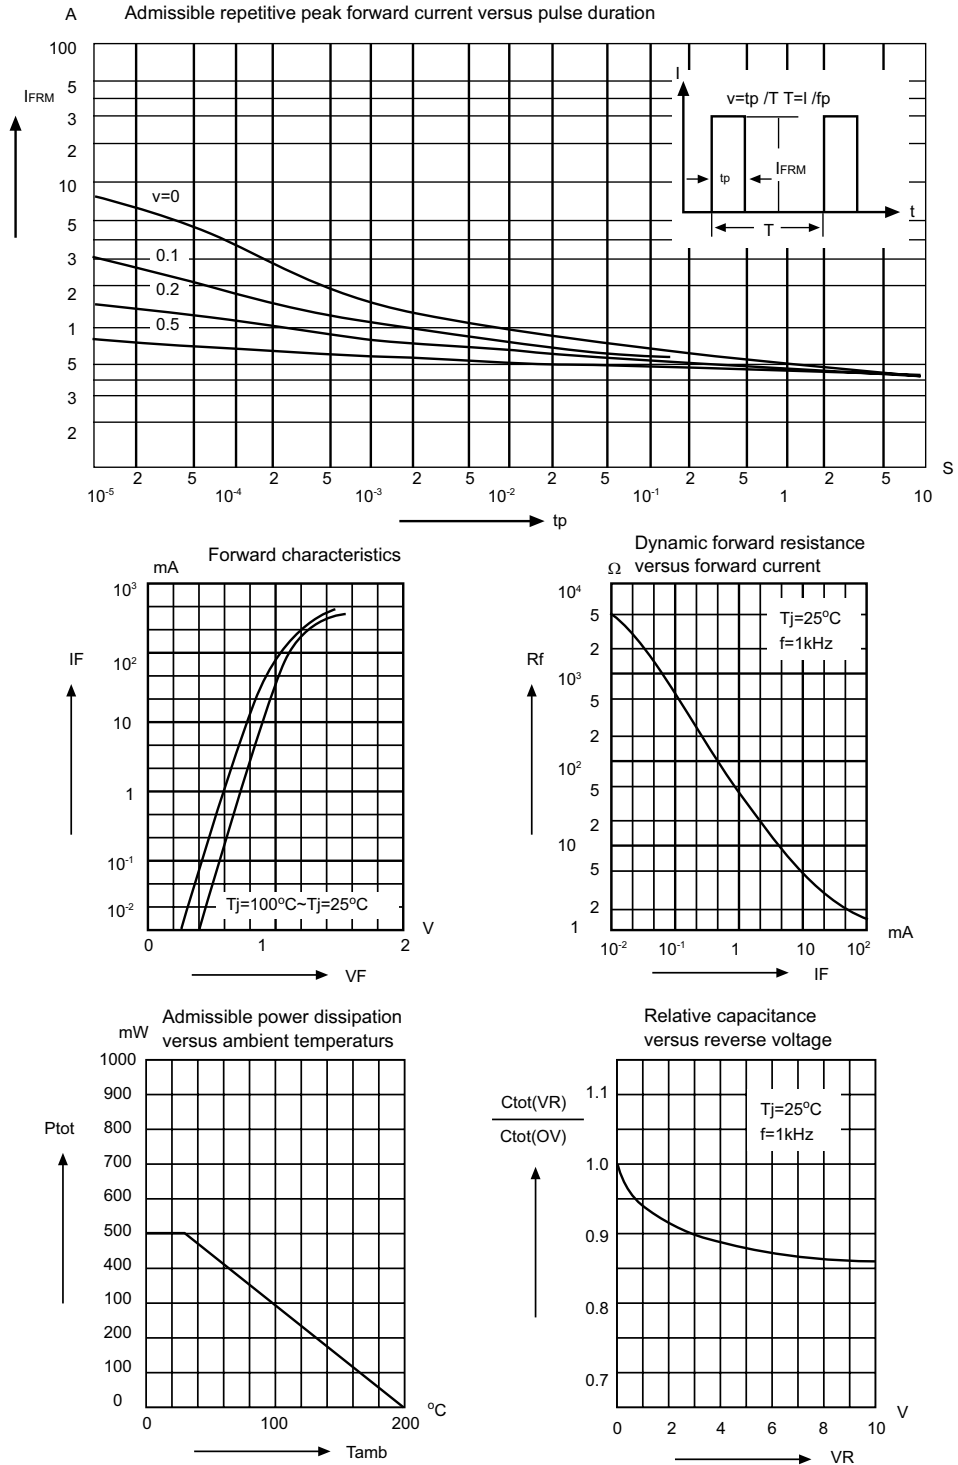 A Admissible repetitive peak forward current versus pulse duration
100
5
IFRM
3
2
10
5
3
2
1
5
3
2
v=0
0.1
0.2
0.5
I
v=tp /T T=I /fp
tp
IFRM
t
T
2 5 2 5 2 5 2 5 2 5 2 5 S
10-5 10-4 10-3 10-2 10-1 1 10
tp
Forward characteristics
mA
10³
IF
10²
10
1
10-1
10-2
Tj=100°C~Tj=25°C
0 1 2 V
VF
Dynamic forward resistance
Ω versus forward current
10⁴
5
2
Rf
10³
5
2
10²
5
2
10
5
2
1
Tj=25°C
f=1kHz
10-2 10-1 1 10 10² mA
IF
Admissible power dissipation
mW versus ambient temperaturs
1000
900
800
Ptot
700
600
500
400
100
200
100
0
0 100 200 °C
Tamb
Relative capacitance
versus reverse voltage
Ctot(VR)
Ctot(OV)
1.1
1.0
0.9
0.8
0.7
Tj=25°C
f=1kHz
0 2 4 6 8 10 V
VR